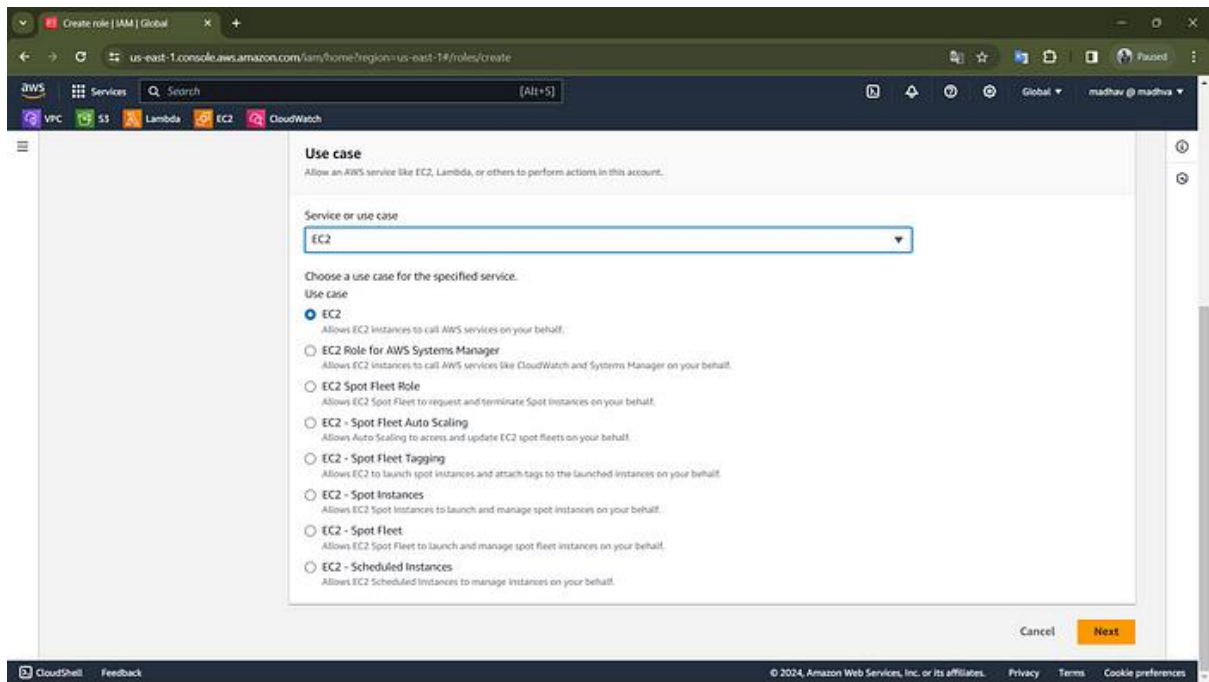 Create role | IAM | Global
us-east-1.console.aws.amazon.com/iam/home?region=us-east-1#/roles/create
Paused
aws Services Search [Alt+S] Global madhav @ madhva
VPC S3 Lambda EC2 CloudWatch
Use case
Allow an AWS service like EC2, Lambda, or others to perform actions in this account.
Service or use case
EC2
Choose a use case for the specified service.
Use case
EC2
Allows EC2 instances to call AWS services on your behalf.
EC2 Role for AWS Systems Manager
Allows EC2 instances to call AWS services like CloudWatch and Systems Manager on your behalf.
EC2 Spot Fleet Role
Allows EC2 Spot Fleet to request and terminate Spot Instances on your behalf.
EC2 - Spot Fleet Auto Scaling
Allows Auto Scaling to access and update EC2 spot fleets on your behalf.
EC2 - Spot Fleet Tagging
Allows EC2 to launch spot instances and attach tags to the launched instances on your behalf.
EC2 - Spot Instances
Allows EC2 Spot Instances to launch and manage spot instances on your behalf.
EC2 - Spot Fleet
Allows EC2 Spot Fleet to launch and manage spot fleet instances on your behalf.
EC2 - Scheduled Instances
Allows EC2 Scheduled Instances to manage instances on your behalf.
Cancel Next
CloudShell Feedback © 2024, Amazon Web Services, Inc. or its affiliates. Privacy Terms Cookie preferences